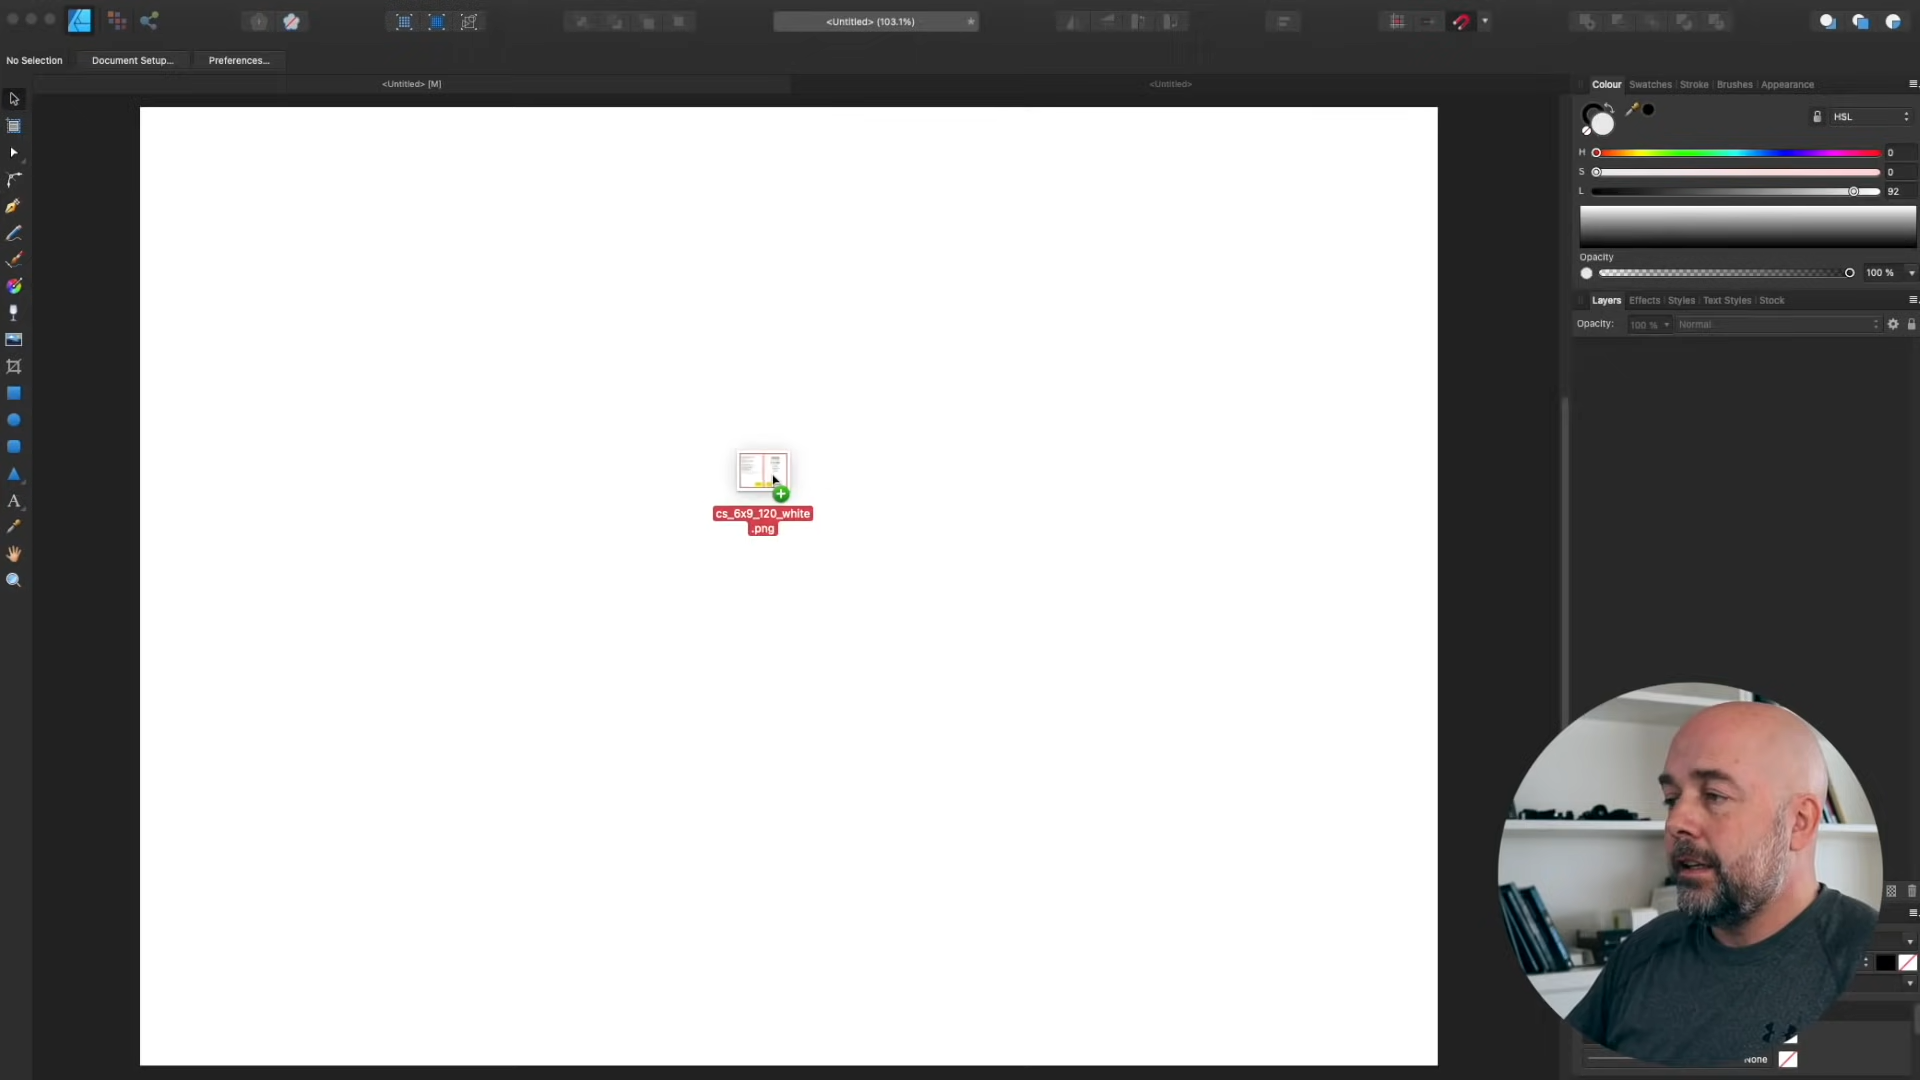 <Untitled> (103.1%)
No Selection
Document Setup...
Preferences...
<Untitled> [M]
<Untitled>
Colour
Swatches
Stroke
Brushes
Appearance
HSL
H
0
S
0
L
92
Opacity
100 %
Layers
Effects
Styles
Text Styles
Stock
Opacity:
100 %
Normal
A
cs_6x9_120_white
.png
None